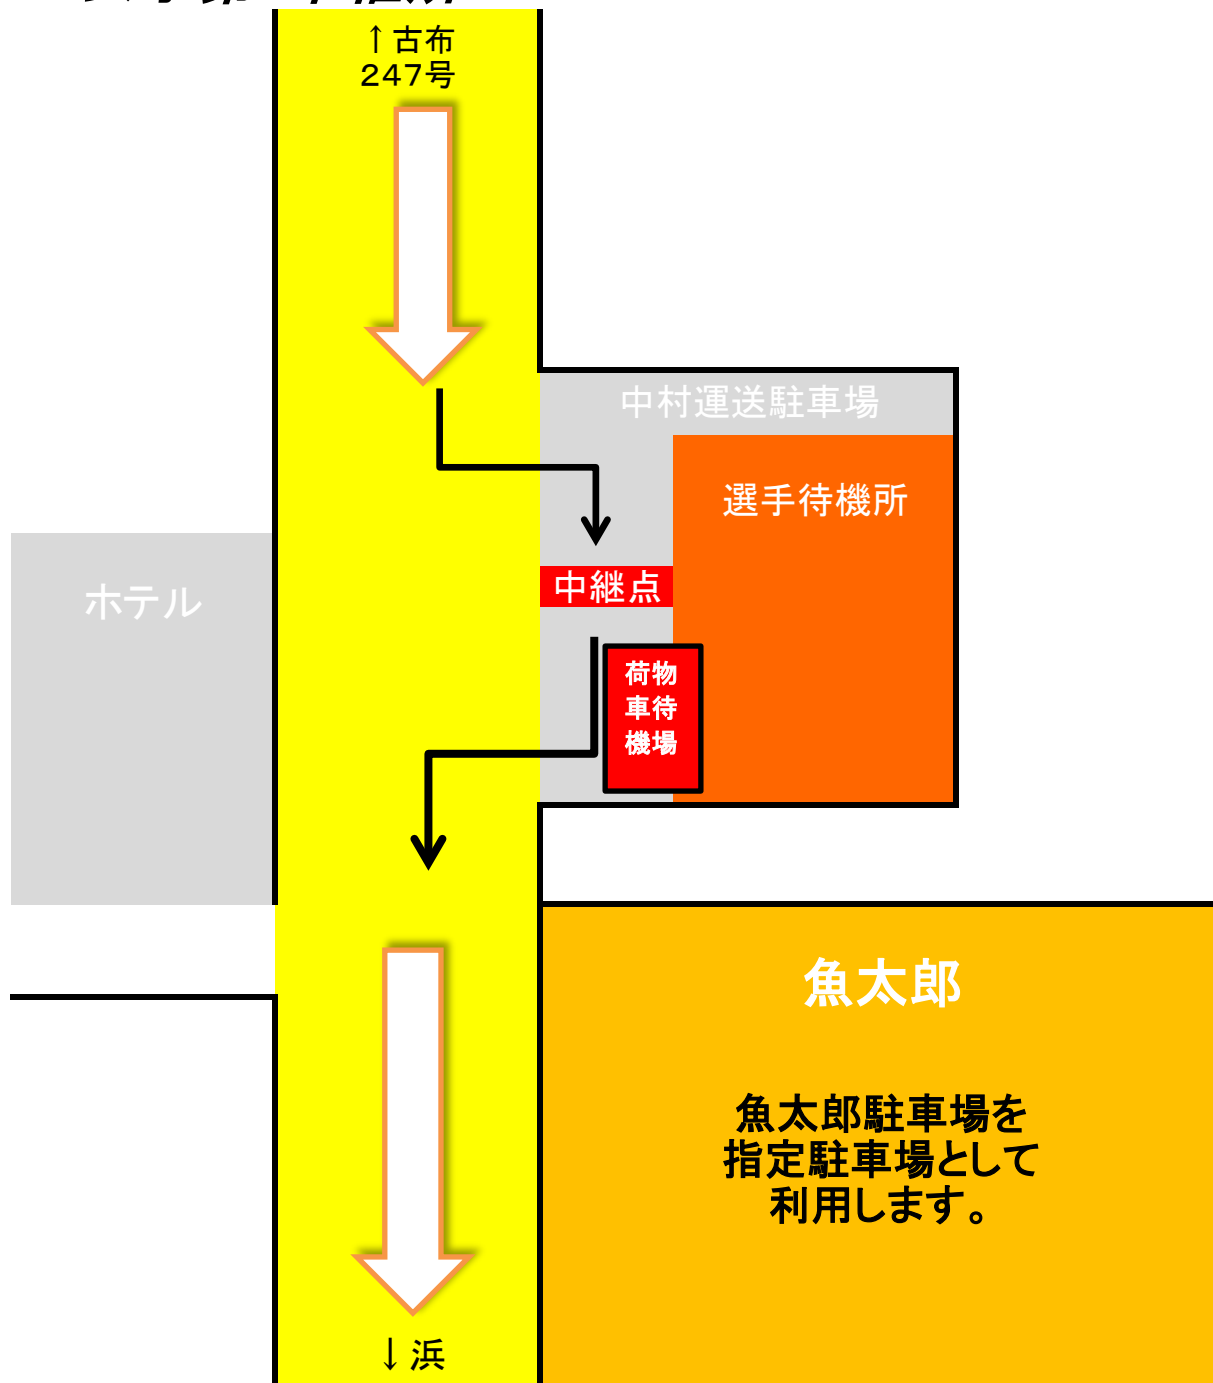 ↑古布
247号
中村運送駐車場
選手待機所
中継点
ホテル
荷物
車待
機場
魚太郎
魚太郎駐車場を
指定駐車場として
利用します。
↓浜